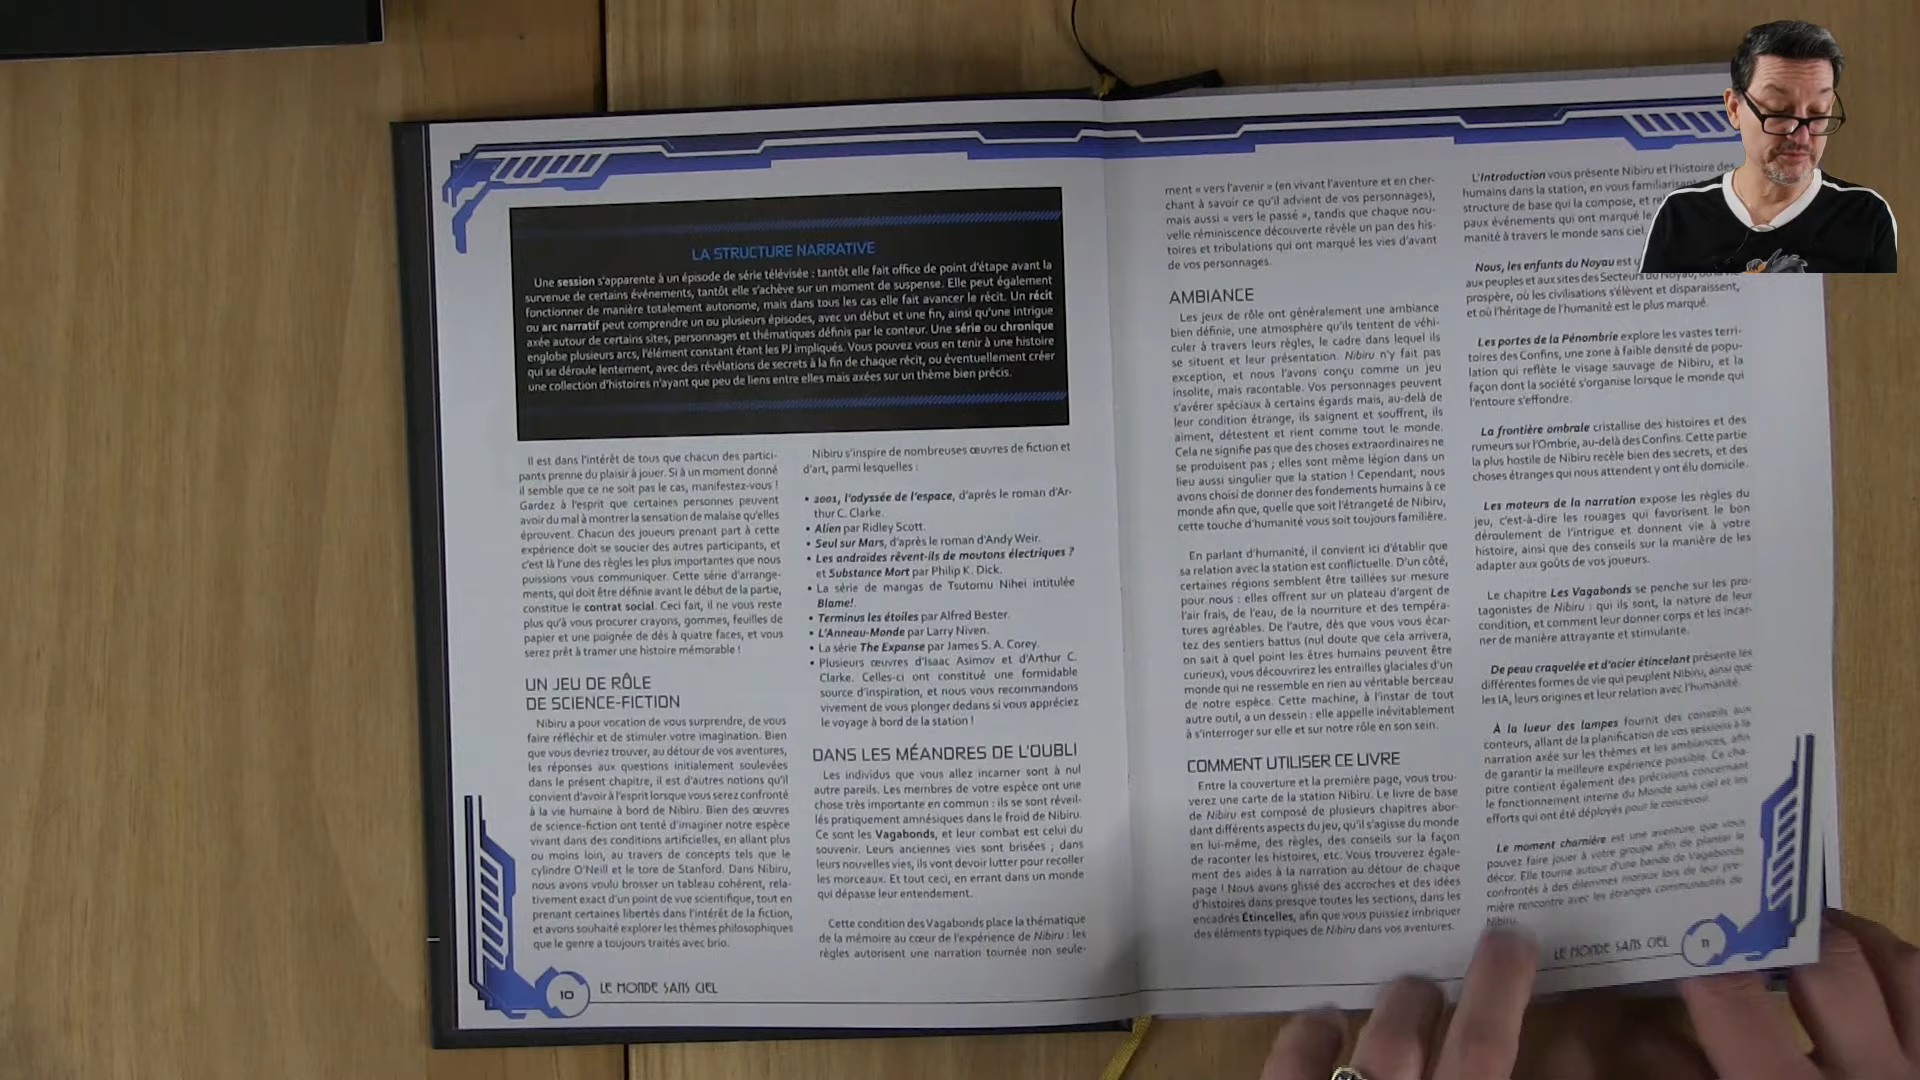 LA STRUCTURE NARRATIVE
Une session s'apparente à un épisode de série télévisée : tantôt elle fait office de point d'étape avant la
survenue de certains événements, tantôt elle s'achève sur un moment de suspense. Elle peut également
fonctionner de manière totalement autonome, mais dans tous les cas elle fait avancer le récit. Un récit
ou arc narratif peut comprendre un ou plusieurs épisodes, avec un début et une fin, ainsi qu'une intrigue
axée autour de certains sites, personnages et thématiques définis par le conteur. Une série ou chronique
englobe plusieurs arcs, l'élément constant étant les PJ impliqués. Vous pouvez vous en tenir à une histoire
qui se déroule lentement, avec des révélations de secrets à la fin de chaque récit, ou éventuellement créer
une collection d'histoires n'ayant que peu de liens entre elles mais axées sur un thème bien précis.
Il est dans l'intérêt de tous que chacun des partici-
pants prenne du plaisir à jouer. Si à un moment donné
il semble que ce ne soit pas le cas, manifestez-vous !
Gardez à l'esprit que certaines personnes peuvent
avoir du mal à montrer la sensation de malaise qu'elles
éprouvent. Chacun des joueurs prenant part à cette
expérience doit se soucier des autres participants, et
c'est là l'une des règles les plus importantes que nous
puissions vous communiquer. Cette série d'arrange-
ments, qui doit être définie avant le début de la partie,
constitue le contrat social. Ceci fait, il ne vous reste
plus qu'à vous procurer crayons, gommes, feuilles de
papier et une poignée de dés à quatre faces, et vous
serez prêt à tramer une histoire mémorable !
UN JEU DE RÔLE
DE SCIENCE-FICTION
Nibiru a pour vocation de vous surprendre, de vous
faire réfléchir et de stimuler votre imagination. Bien
que vous devriez trouver, au détour de vos aventures,
les réponses aux questions initialement soulevées
dans le présent chapitre, il est d'autres notions qu'il
convient d'avoir à l'esprit lorsque vous serez confronté
à la vie humaine à bord de Nibiru. Bien des œuvres
de science-fiction ont tenté d'imaginer notre espèce
vivant dans des conditions artificielles, en allant plus
ou moins loin, au travers de concepts tels que le
cylindre O'Neill et le tore de Stanford. Dans Nibiru,
nous avons voulu brosser un tableau cohérent, rela-
tivement exact d'un point de vue scientifique, tout en
prenant certaines libertés dans l'intérêt de la fiction,
et avons souhaité explorer les thèmes philosophiques
que le genre a toujours traités avec brio.
Nibiru s'inspire de nombreuses œuvres de fiction et
d'art, parmi lesquelles :
• 2001, l'odyssée de l'espace, d'après le roman d'Ar-
thur C. Clarke.
• Alien par Ridley Scott.
• Seul sur Mars, d'après le roman d'Andy Weir.
• Les androïdes rêvent-ils de moutons électriques ?
et Substance Mort par Philip K. Dick.
• La série de mangas de Tsutomu Nihei intitulée
Blame!.
• Terminus les étoiles par Alfred Bester.
• L'Anneau-Monde par Larry Niven.
• La série The Expanse par James S. A. Corey.
• Plusieurs œuvres d'Isaac Asimov et d'Arthur C.
Clarke. Celles-ci ont constitué une formidable
source d'inspiration, et nous vous recommandons
vivement de vous plonger dedans si vous appréciez
le voyage à bord de la station !
DANS LES MÉANDRES DE L'OUBLI
Les individus que vous allez incarner sont à nul
autre pareils. Les membres de votre espèce ont une
chose très importante en commun : ils se sont réveil-
lés pratiquement amnésiques dans le froid de Nibiru.
Ce sont les Vagabonds, et leur combat est celui du
souvenir. Leurs anciennes vies sont brisées ; dans
leurs nouvelles vies, ils vont devoir lutter pour recoller
les morceaux. Et tout ceci, en errant dans un monde
qui dépasse leur entendement.
Cette condition des Vagabonds place la thématique
de la mémoire au cœur de l'expérience de Nibiru : les
règles autorisent une narration tournée non seule-
10
LE MONDE SANS CIEL
ment « vers l'avenir » (en vivant l'aventure et en cher-
chant à savoir ce qu'il advient de vos personnages),
mais aussi « vers le passé », tandis que chaque nou-
velle réminiscence découverte révèle un pan des his-
toires et tribulations qui ont marqué les vies d'avant
de vos personnages.
AMBIANCE
Les jeux de rôle ont généralement une ambiance
bien définie, une atmosphère qu'ils tentent de véhi-
culer à travers leurs règles, le cadre dans lequel ils
se situent et leur présentation. Nibiru n'y fait pas
exception, et nous l'avons conçu comme un jeu
insolite, mais racontable. Vos personnages peuvent
s'avérer spéciaux à certains égards mais, au-delà de
leur condition étrange, ils saignent et souffrent, ils
aiment, détestent et rient comme tout le monde.
Cela ne signifie pas que des choses extraordinaires ne
se produisent pas ; elles sont même légion dans un
lieu aussi singulier que la station ! Cependant, nous
avons choisi de donner des fondements humains à ce
monde afin que, quelle que soit l'étrangeté de Nibiru,
cette touche d'humanité vous soit toujours familière.
En parlant d'humanité, il convient ici d'établir que
sa relation avec la station est conflictuelle. D'un côté,
certaines régions semblent être taillées sur mesure
pour nous : elles offrent sur un plateau d'argent de
l'air frais, de l'eau, de la nourriture et des tempéra-
tures agréables. De l'autre, dès que vous vous écar-
tez des sentiers battus (nul doute que cela arrivera,
on sait à quel point les êtres humains peuvent être
curieux), vous découvrirez les entrailles glaciales d'un
monde qui ne ressemble en rien au véritable berceau
de notre espèce. Cette machine, à l'instar de tout
autre outil, a un dessein : elle appelle inévitablement
à s'interroger sur elle et sur notre rôle en son sein.
COMMENT UTILISER CE LIVRE
Entre la couverture et la première page, vous trou-
verez une carte de la station Nibiru. Le livre de base
de Nibiru est composé de plusieurs chapitres abor-
dant différents aspects du jeu, qu'il s'agisse du monde
en lui-même, des règles, des conseils sur la façon
de raconter les histoires, etc. Vous trouverez égale-
ment des aides à la narration au détour de chaque
page ! Nous avons glissé des accroches et des idées
d'histoires dans presque toutes les sections, dans les
encadrés Étincelles, afin que vous puissiez imbriquer
des éléments typiques de Nibiru dans vos aventures.
L'Introduction vous présente Nibiru et l'histoire des
humains dans la station, en vous familiarisant
structure de base qui la compose, et
paux événements qui ont marqué le
manité à travers le monde sans ciel.
Nous, les enfants du Noyau est
aux peuples et aux sites des Secteurs du Noyau,
prospère, où les civilisations s'élèvent et disparaissent,
et où l'héritage de l'humanité est le plus marqué.
Les portes de la Pénombrie explore les vastes terri-
toires des Confins, une zone à faible densité de popu-
lation qui reflète le visage sauvage de Nibiru, et la
façon dont la société s'organise lorsque le monde qui
l'entoure s'effondre.
La frontière ombrale cristallise des histoires et des
rumeurs sur l'Ombrie, au-delà des Confins. Cette partie
la plus hostile de Nibiru recèle bien des secrets, et des
choses étranges qui nous attendent y ont élu domicile.
Les moteurs de la narration expose les règles du
jeu, c'est-à-dire les rouages qui favorisent le bon
déroulement de l'intrigue et donnent vie à votre
histoire, ainsi que des conseils sur la manière de les
adapter aux goûts de vos joueurs.
Le chapitre Les Vagabonds se penche sur les pro-
tagonistes de Nibiru : qui ils sont, la nature de leur
condition, et comment leur donner corps et les incar-
ner de manière attrayante et stimulante.
De peau craquelée et d'acier étincelant présente les
différentes formes de vie qui peuplent Nibiru, ainsi que
les IA, leurs origines et leur relation avec l'humanité.
À la lueur des lampes fournit des conseils aux
conteurs, allant de la planification de vos sessions à la
narration axée sur les thèmes et les ambiances, afin
de garantir la meilleure expérience possible. Ce cha-
pitre contient également des précisions concernant
le fonctionnement interne du Monde sans ciel et les
efforts qui ont été déployés pour le concevoir.
Le moment charnière est une aventure que vous
pouvez faire jouer à votre groupe afin de planter le
décor. Elle tourne autour d'une bande de Vagabonds
confrontés à des dilemmes moraux lors de leur pre-
mière rencontre avec les étranges communautés de
Nibiru.
LE MONDE SANS CIEL
11